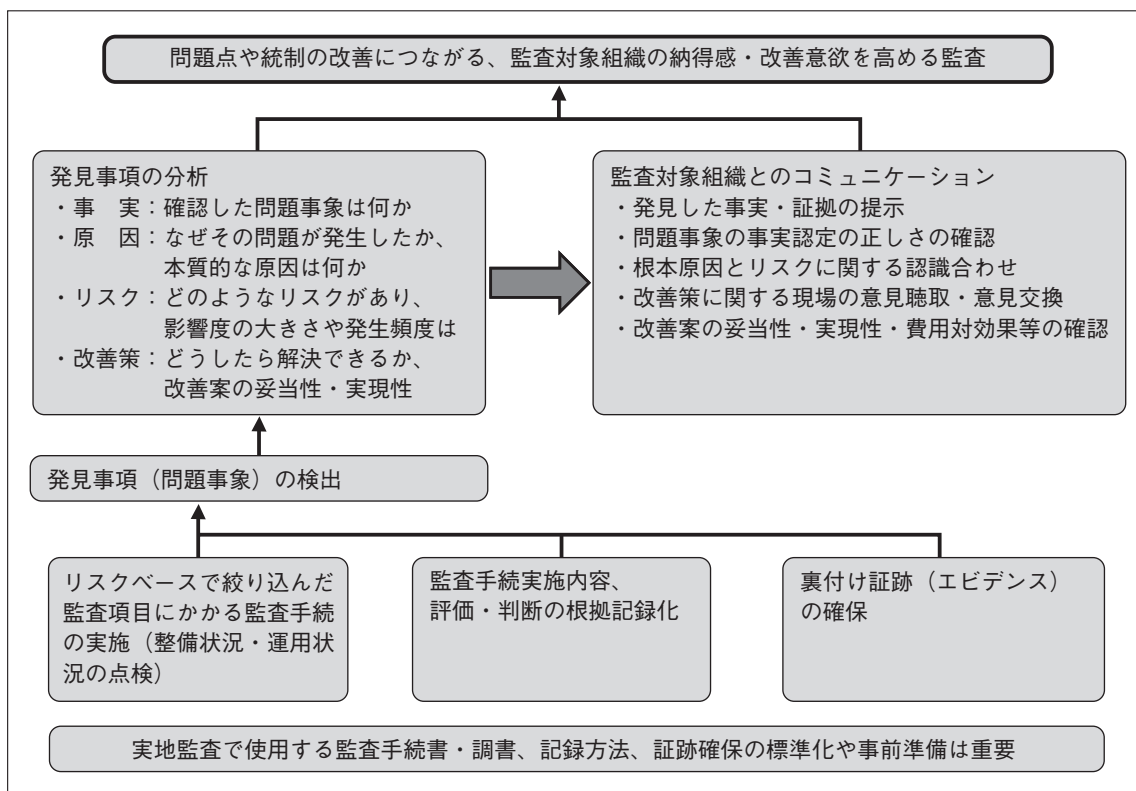 問題点や統制の改善につながる、監査対象組織の納得感・改善意欲を高める監査
発見事項の分析
・事　実：確認した問題事象は何か
・原　因：なぜその問題が発生したか、
本質的な原因は何か
・リスク：どのようなリスクがあり、
影響度の大きさや発生頻度は
・改善策：どうしたら解決できるか、
改善案の妥当性・実現性
監査対象組織とのコミュニケーション
・発見した事実・証拠の提示
・問題事象の事実認定の正しさの確認
・根本原因とリスクに関する認識合わせ
・改善策に関する現場の意見聴取・意見交換
・改善案の妥当性・実現性・費用対効果等の確認
発見事項（問題事象）の検出
リスクベースで絞り込んだ
監査項目にかかる監査手続
の実施（整備状況・運用状
況の点検）
監査手続実施内容、
評価・判断の根拠記録化
裏付け証跡（エビデンス）
の確保
実地監査で使用する監査手続書・調書、記録方法、証跡確保の標準化や事前準備は重要